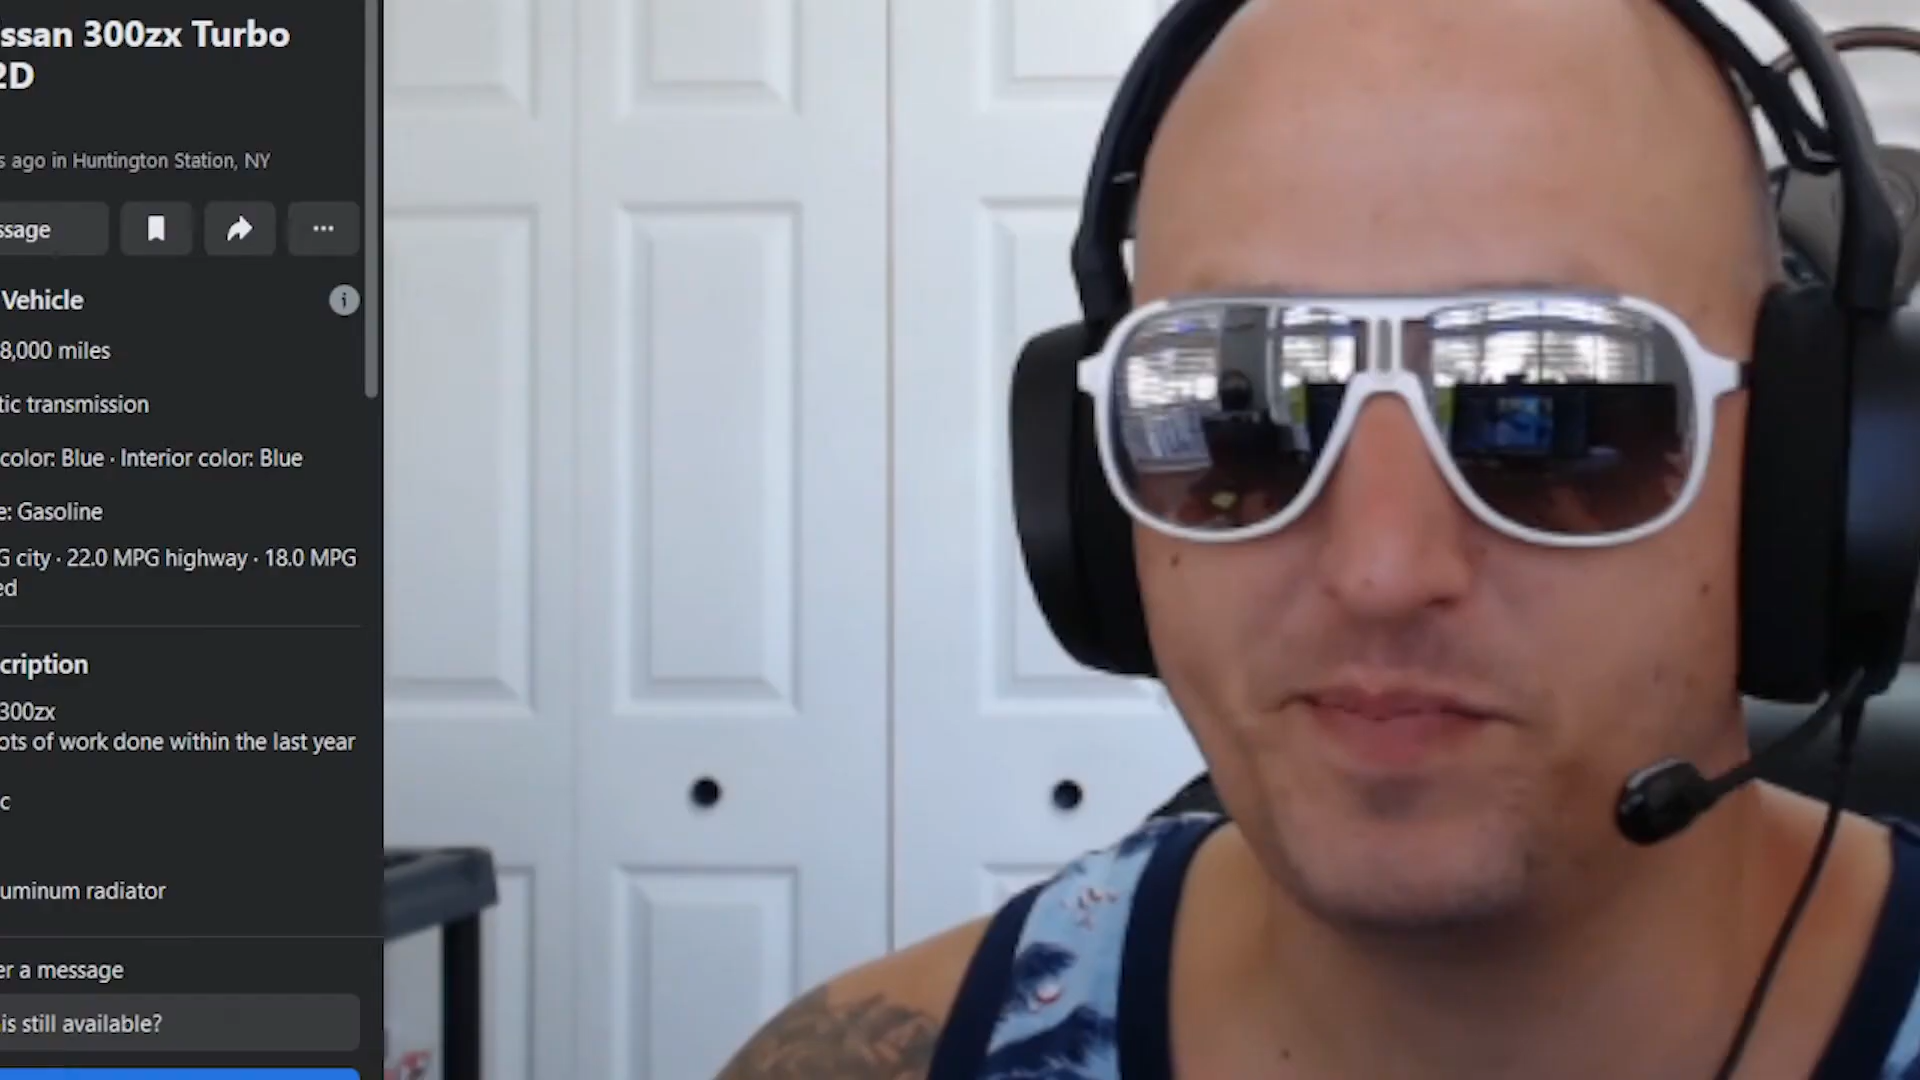 ssan 300zx Turbo
2D
s ago in Huntington Station, NY
ssage
Vehicle
8,000 miles
tic transmission
color: Blue · Interior color: Blue
e: Gasoline
G city · 22.0 MPG highway · 18.0 MPG
ed
cription
300zx
ots of work done within the last year
c
uminum radiator
er a message
is still available?